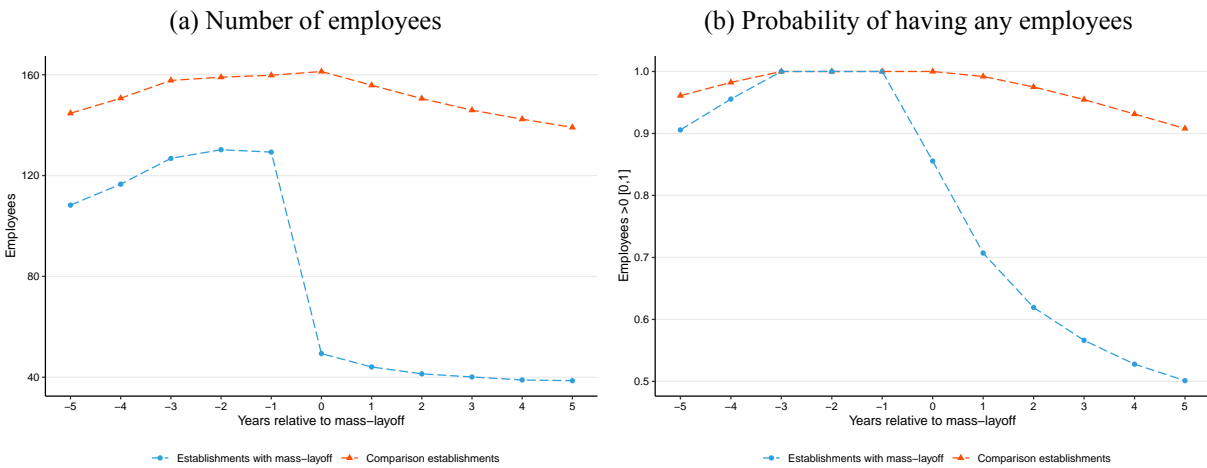 (a) Number of employees
Employees
160
120
80
40
−5 −4 −3 −2 −1 0 1 2 3 4 5
Years relative to mass−layoff
Establishments with mass−layoff Comparison establishments
(b) Probability of having any employees
Employees >0 [0,1]
1.0
0.9
0.8
0.7
0.6
0.5
−5 −4 −3 −2 −1 0 1 2 3 4 5
Years relative to mass−layoff
Establishments with mass−layoff Comparison establishments